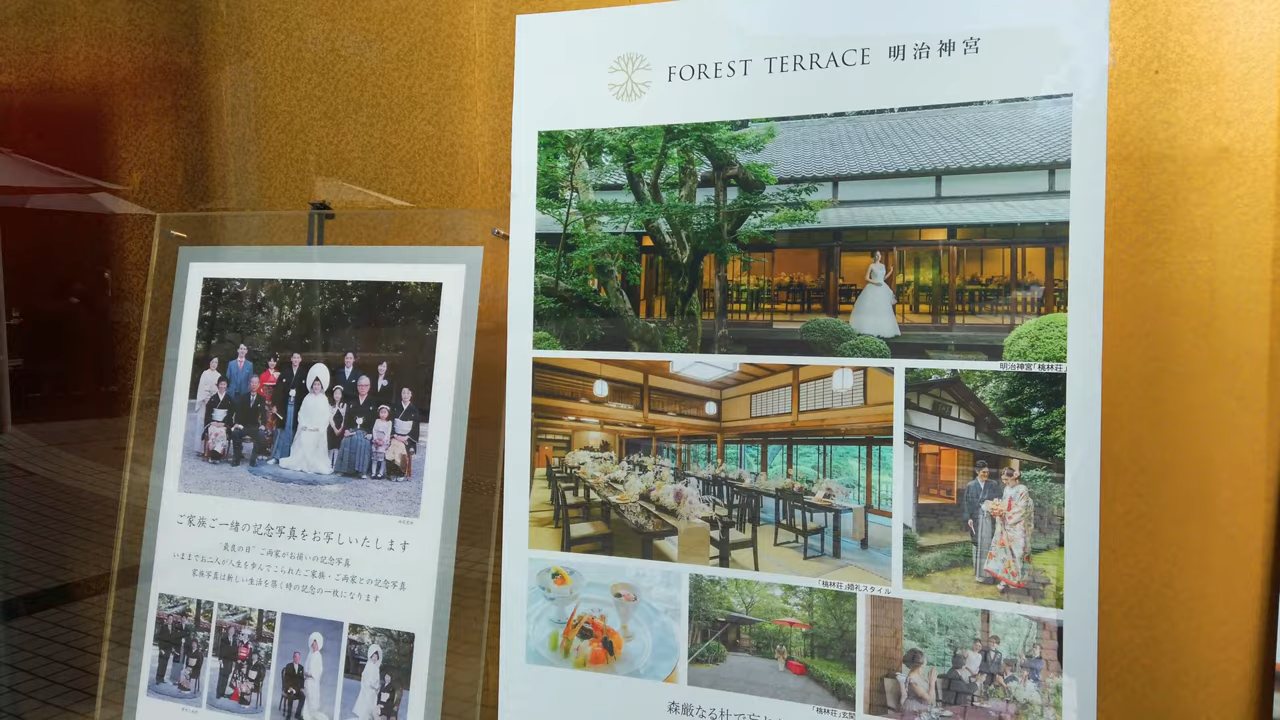 FOREST TERRACE 明治神宮
明治神宮「桃林荘」
「桃林荘」婚礼スタイル
「桃林荘」玄関
ご家族ご一緒の記念写真をお写しいたします
“最良の日”ご両家がお揃いの記念写真
いままでお二人が人生を歩んでこられたご家族・ご両家との記念写真
家族写真は新しい生活を築く時の記念の一枚になります